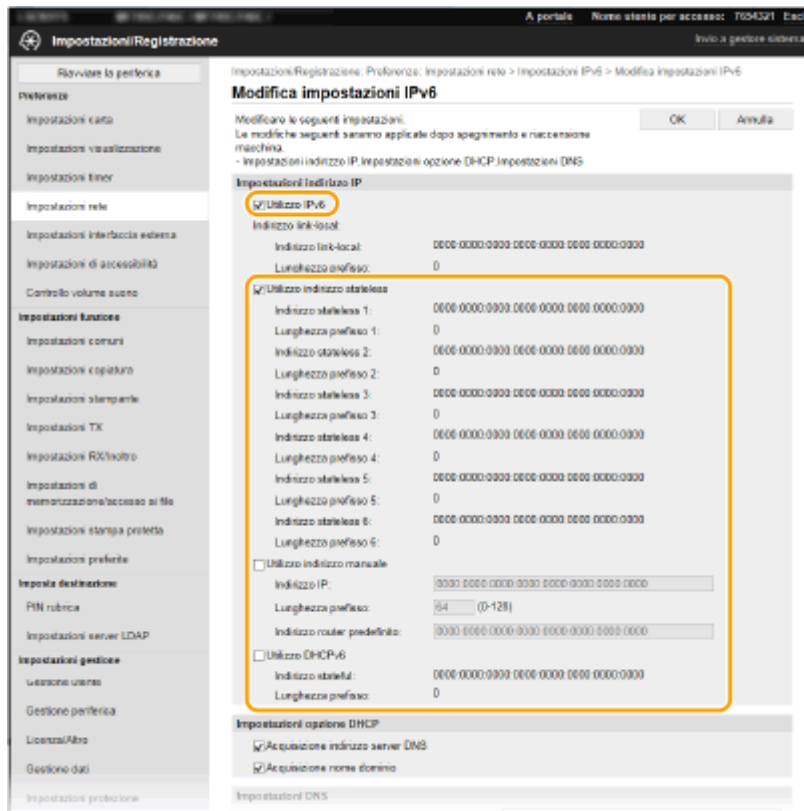 A portale Nome utente per accesso: 7654321
Impostazioni/Registrazione
Invio a gestore sistema
Riavviare la periferica
Preferenze
Impostazioni carta
Impostazioni visualizzazione
Impostazioni timer
Impostazioni rete
Impostazioni interfaccia esterna
Impostazioni di accessibilità
Controllo volume suono
Impostazioni funzione
Impostazioni comuni
Impostazioni copiatura
Impostazioni stampante
Impostazioni TX
Impostazioni RX/Inoltro
Impostazioni di
memorizzazione/accesso ai file
Impostazioni stampa protetta
Impostazioni preferite
Imposta destinazione
PIN rubrica
Impostazioni server LDAP
Impostazioni gestione
Gestione utente
Gestione periferica
Licenza/Altro
Gestione dati
Impostazioni protezione
Impostazioni/Registrazione: Preferenze: Impostazioni rete > Impostazioni IPv6 > Modifica impostazioni IPv6
Modifica impostazioni IPv6
Modificare le seguenti impostazioni.
OK Annulla
Le modifiche seguenti saranno applicate dopo spegnimento e riaccensione
macchina.
- Impostazioni indirizzo IP,Impostazioni opzione DHCP,Impostazioni DNS
Impostazioni indirizzo IP
Utilizzo IPv6
Indirizzo link-local:
Indirizzo link-local: 0000:0000:0000:0000:0000:0000:0000:0000
Lunghezza prefisso: 0
Utilizzo indirizzo stateless
Indirizzo stateless 1: 0000:0000:0000:0000:0000:0000:0000:0000
Lunghezza prefisso 1: 0
Indirizzo stateless 2: 0000:0000:0000:0000:0000:0000:0000:0000
Lunghezza prefisso 2: 0
Indirizzo stateless 3: 0000:0000:0000:0000:0000:0000:0000:0000
Lunghezza prefisso 3: 0
Indirizzo stateless 4: 0000:0000:0000:0000:0000:0000:0000:0000
Lunghezza prefisso 4: 0
Indirizzo stateless 5: 0000:0000:0000:0000:0000:0000:0000:0000
Lunghezza prefisso 5: 0
Indirizzo stateless 6: 0000:0000:0000:0000:0000:0000:0000:0000
Lunghezza prefisso 6: 0
Utilizzo indirizzo manuale
Indirizzo IP: 0000:0000:0000:0000:0000:0000:0000:0000
Lunghezza prefisso: 64 (0-128)
Indirizzo router predefinito: 0000:0000:0000:0000:0000:0000:0000:0000
Utilizzo DHCPv6
Indirizzo stateful: 0000:0000:0000:0000:0000:0000:0000:0000
Lunghezza prefisso: 0
Impostazioni opzione DHCP
Acquisizione indirizzo server DNS
Acquisizione nome dominio
Impostazioni DNS